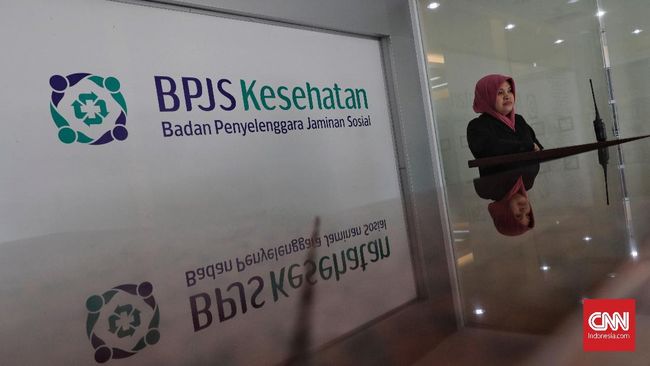 BPJS Kesehatan
Badan Penyelenggara Jaminan Sosial
Badan Penyelenggara Jaminan Sosial
BPJS Kesehatan
CNN
Indonesia.com